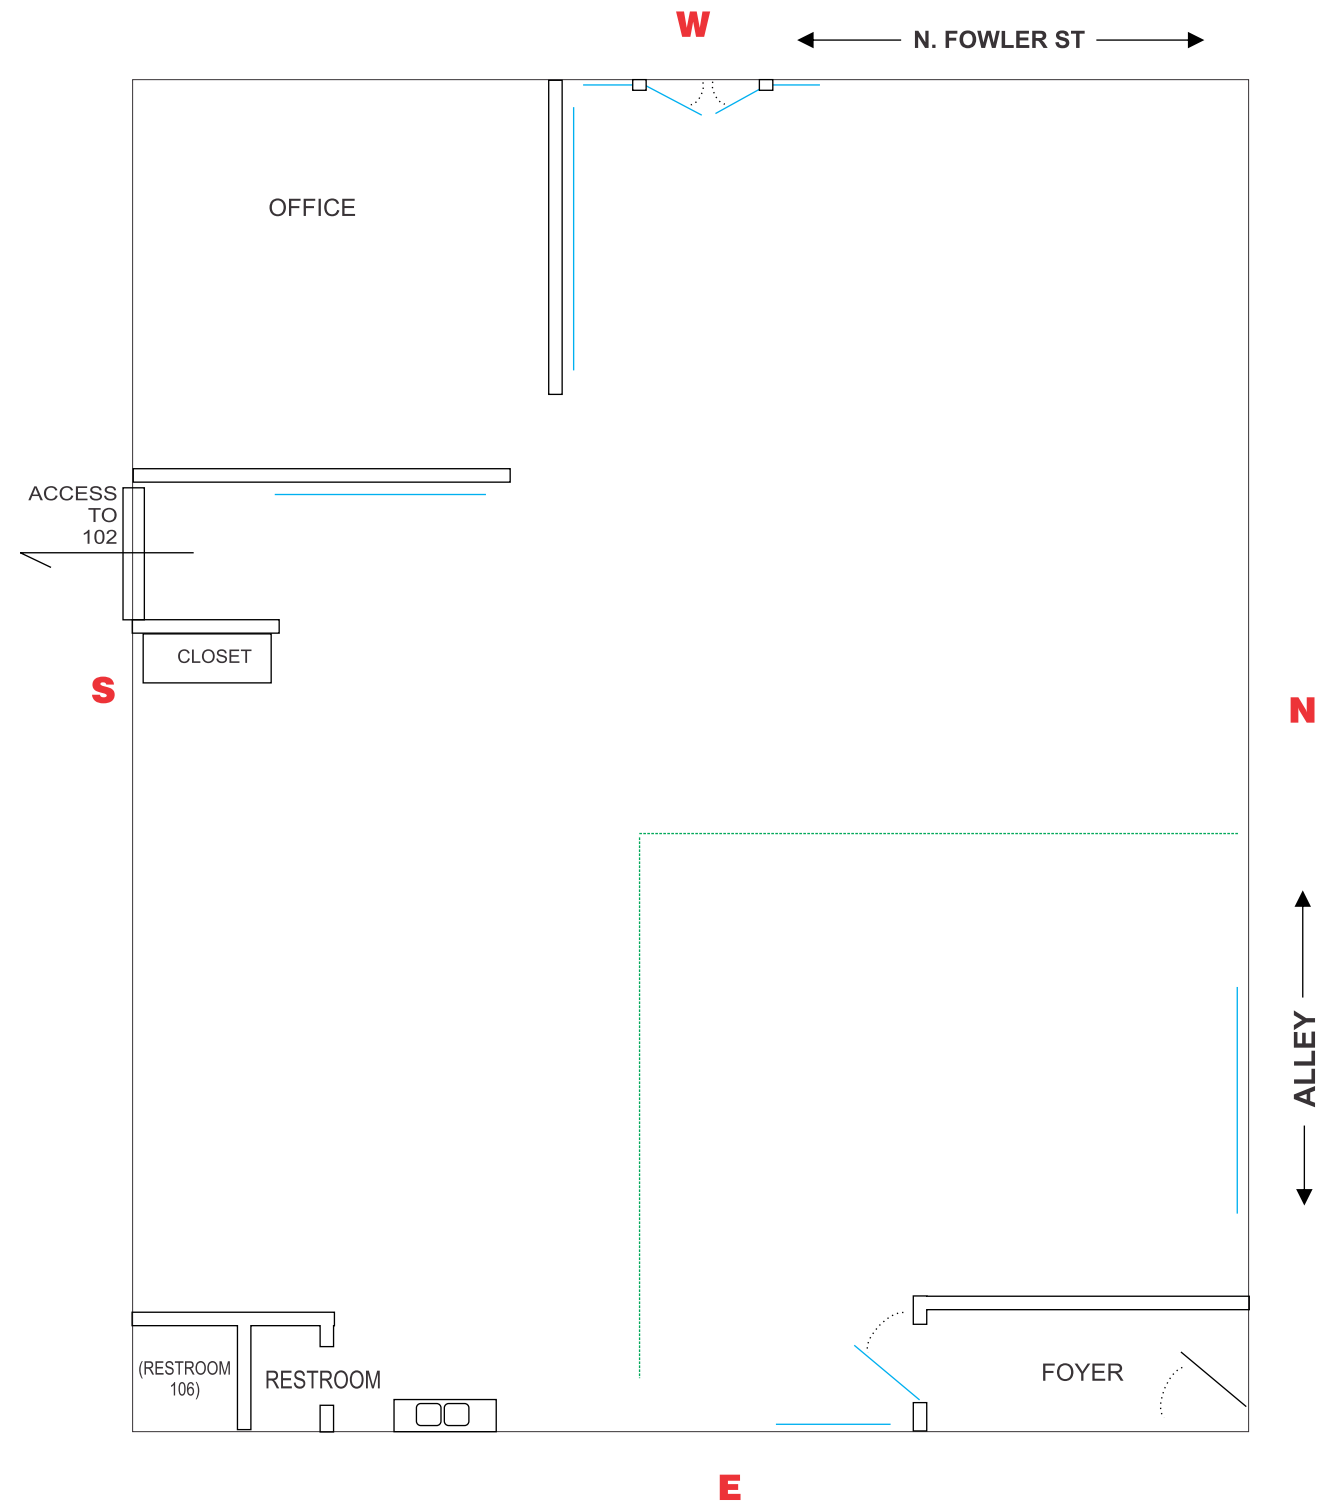 W
N. FOWLER ST
OFFICE
ACCESS
TO
102
CLOSET
S
N
ALLEY
(RESTROOM
106)
RESTROOM
FOYER
E